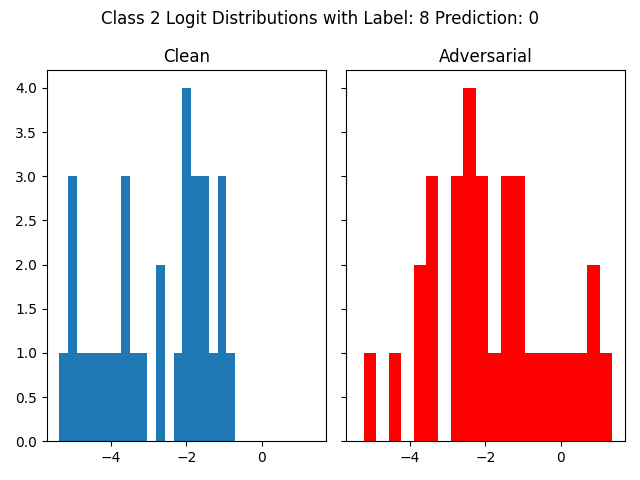 Class 2 Logit Distributions with Label: 8 Prediction: 0
Clean
Adversarial
4.0
3.5
3.0
2.5
2.0
1.5
1.0
0.5
0.0
−4 −2 0
−4 −2 0